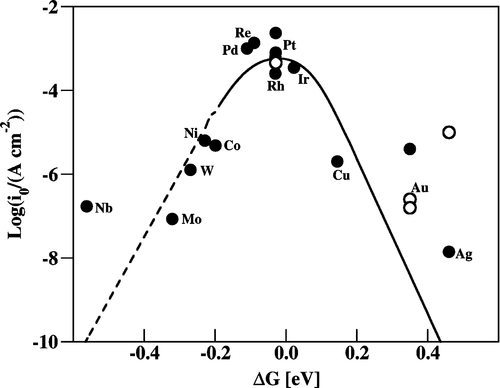 -2
Re
Pd
Pt
-4
Rh
Ir
Ni
Co
Log(i₀/(A cm⁻²))
-6
W
Cu
Au
Nb
Mo
-8
Ag
-10
-0.4
-0.2
0.0
0.2
0.4
ΔG [eV]